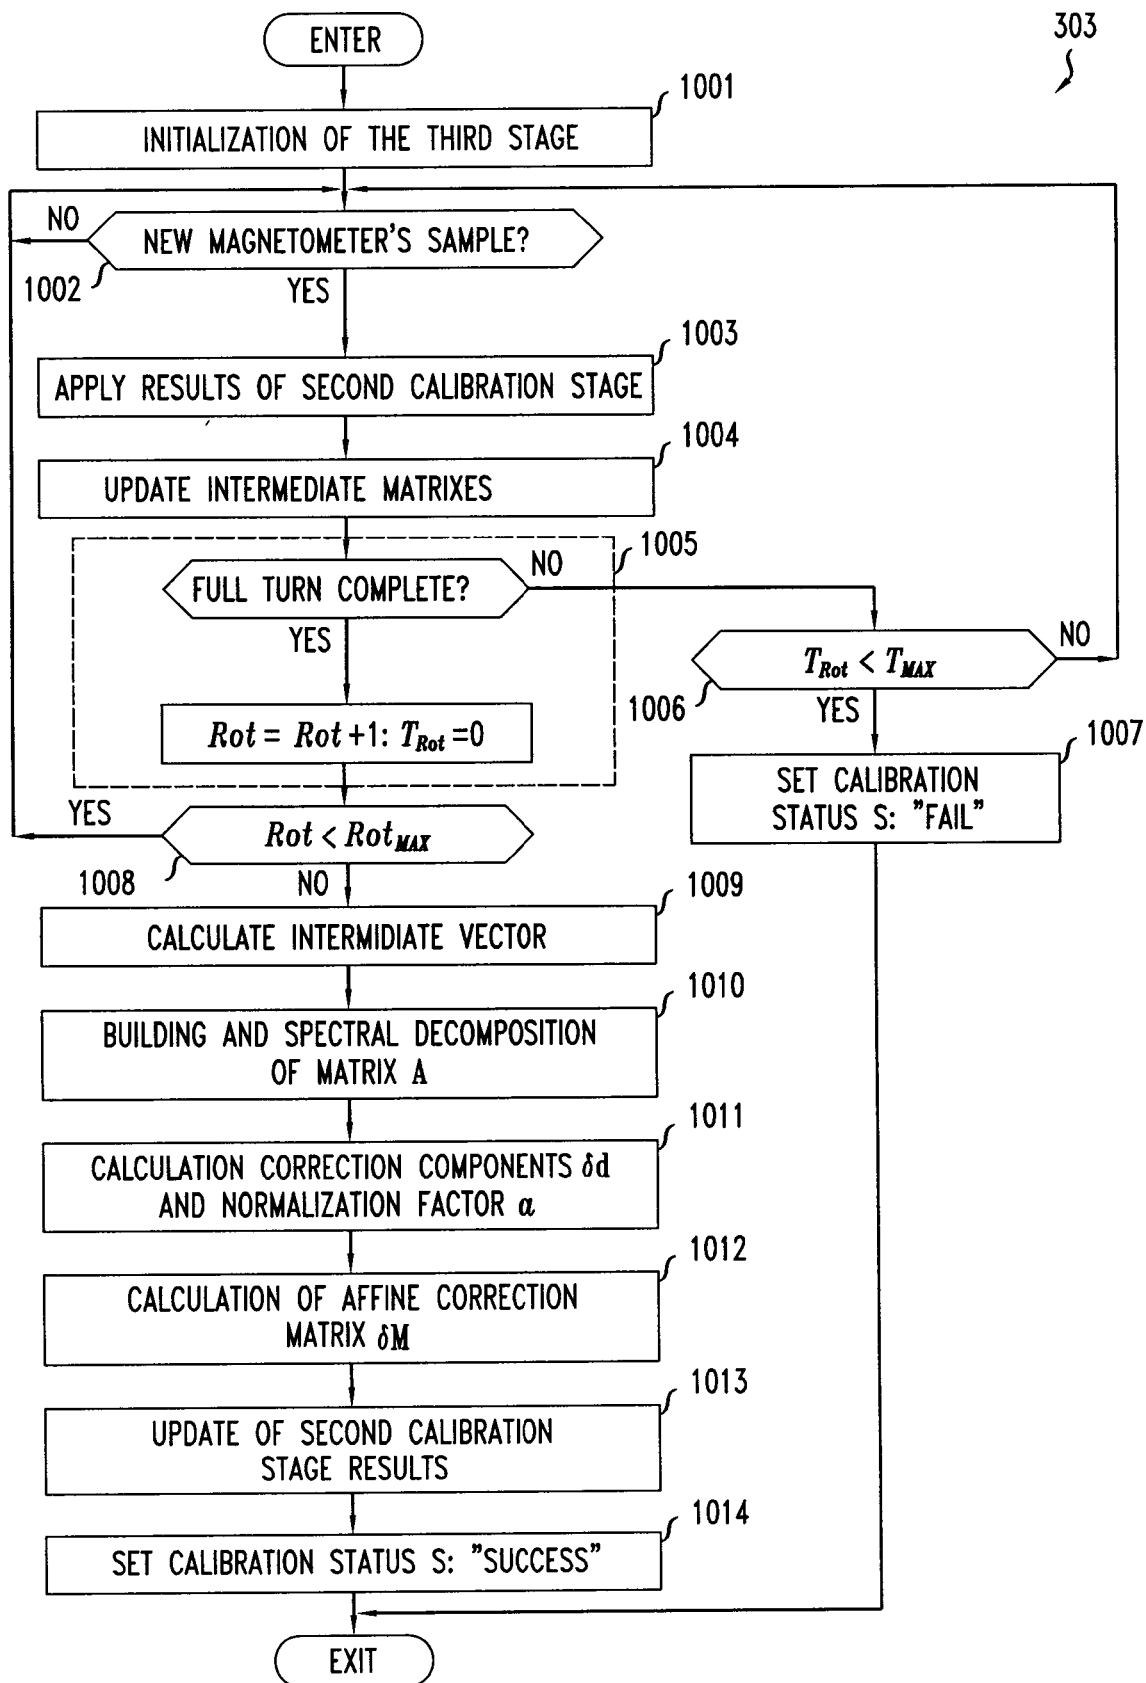 303
ENTER
1001
INITIALIZATION OF THE THIRD STAGE
NO
NEW MAGNETOMETER'S SAMPLE?
1002
YES
1003
APPLY RESULTS OF SECOND CALIBRATION STAGE
1004
UPDATE INTERMEDIATE MATRIXES
1005
FULL TURN COMPLETE?
NO
YES
T_Rot < T_MAX
NO
1006
YES
Rot = Rot +1: T_Rot =0
1007
SET CALIBRATION
STATUS S: "FAIL"
YES
Rot < Rot_MAX
1008
NO
1009
CALCULATE INTERMIDIATE VECTOR
1010
BUILDING AND SPECTRAL DECOMPOSITION
OF MATRIX A
1011
CALCULATION CORRECTION COMPONENTS δd
AND NORMALIZATION FACTOR α
1012
CALCULATION OF AFFINE CORRECTION
MATRIX δM
1013
UPDATE OF SECOND CALIBRATION
STAGE RESULTS
1014
SET CALIBRATION STATUS S: "SUCCESS"
EXIT